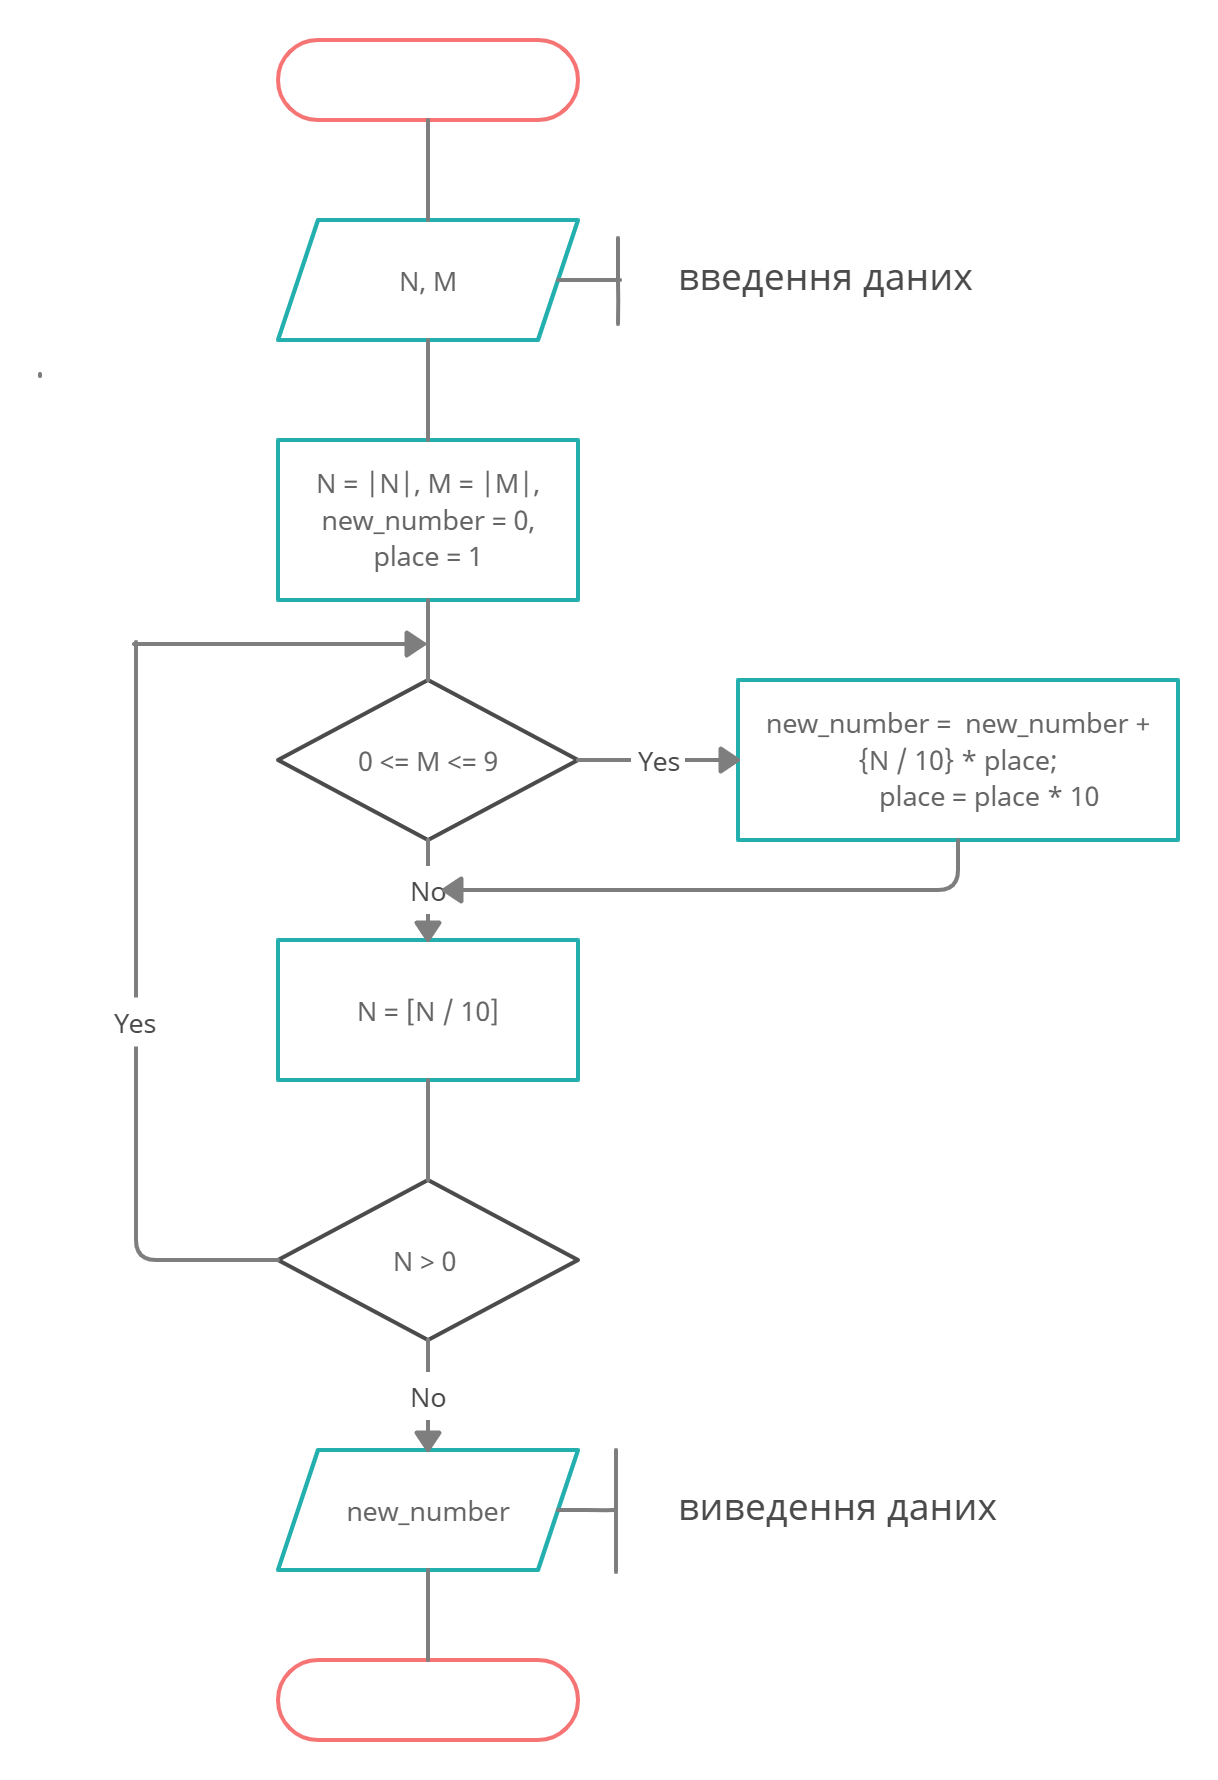 N, M
введення даних
N = |N|, M = |M|,
new_number = 0,
place = 1
0 <= M <= 9
Yes
new_number =  new_number +
{N / 10} * place;
place = place * 10
No
N = [N / 10]
Yes
N > 0
No
new_number
виведення даних